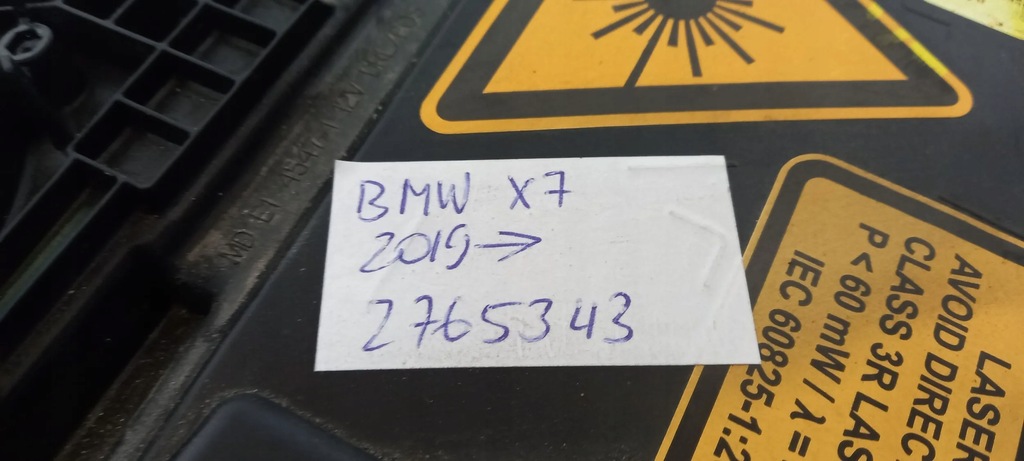 BMW X7
2019→
2765343
LASER
AVOID DIREC
CLASS 3R LAS
P < 60 mW / λ =
IEC 60825-1:2